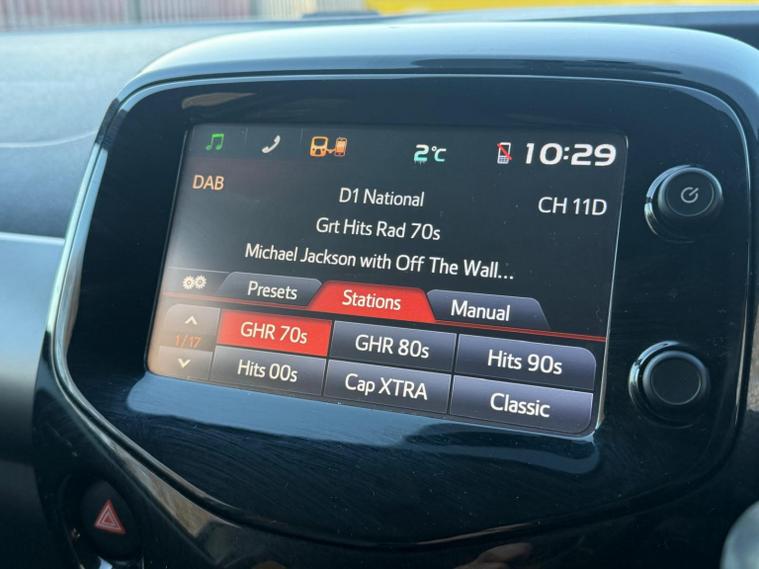 2°C 10:29
DAB D1 National CH 11D
Grt Hits Rad 70s
Michael Jackson with Off The Wall...
Presets Stations Manual
1/17
GHR 70s GHR 80s Hits 90s
Hits 00s Cap XTRA Classic